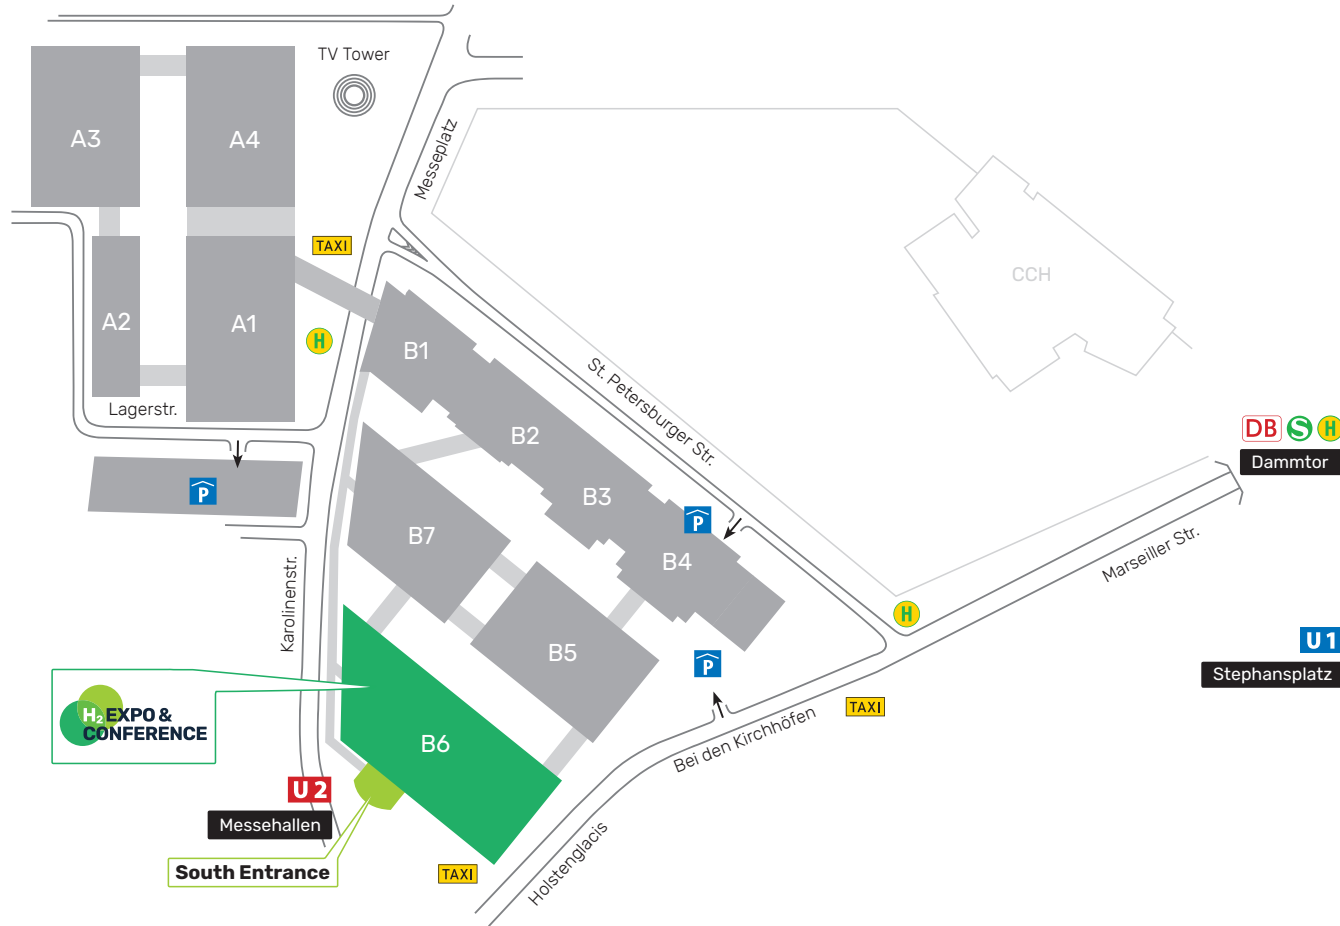 TV Tower
A3
A4
Messeplatz
TAXI
CCH
A2
A1
H
B1
Lagerstr.
St. Petersburger Str.
DB S H
Dammtor
B2
P
B3
P
B7
B4
Marseiller Str.
Karolinenstr.
H
U1
Stephansplatz
B5
P
TAXI
H2 EXPO &
CONFERENCE
B6
Bei den Kirchhöfen
U2
Messehallen
South Entrance
TAXI
Holstenglacis